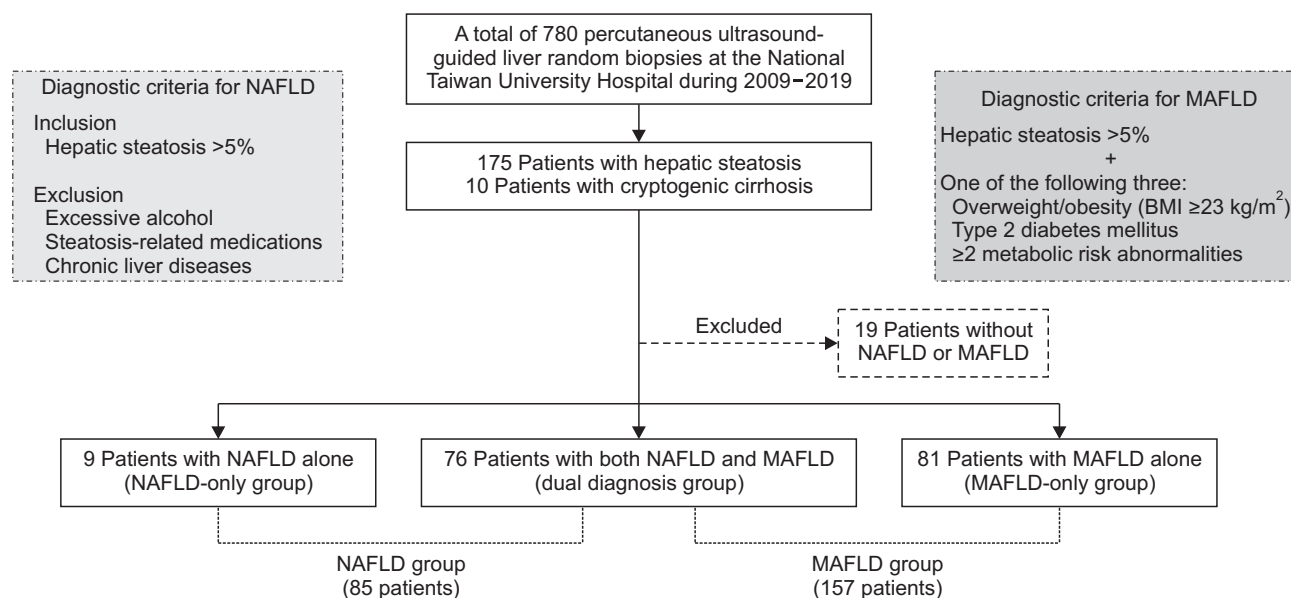 A total of 780 percutaneous ultrasound-
guided liver random biopsies at the National
Taiwan University Hospital during 2009−2019
Diagnostic criteria for NAFLD
Inclusion
Hepatic steatosis >5%
Exclusion
Excessive alcohol
Steatosis-related medications
Chronic liver diseases
Diagnostic criteria for MAFLD
Hepatic steatosis >5%
+
One of the following three:
Overweight/obesity (BMI ≥23 kg/m²)
Type 2 diabetes mellitus
≥2 metabolic risk abnormalities
175 Patients with hepatic steatosis
10 Patients with cryptogenic cirrhosis
Excluded
19 Patients without
NAFLD or MAFLD
9 Patients with NAFLD alone
(NAFLD-only group)
76 Patients with both NAFLD and MAFLD
(dual diagnosis group)
81 Patients with MAFLD alone
(MAFLD-only group)
NAFLD group
(85 patients)
MAFLD group
(157 patients)